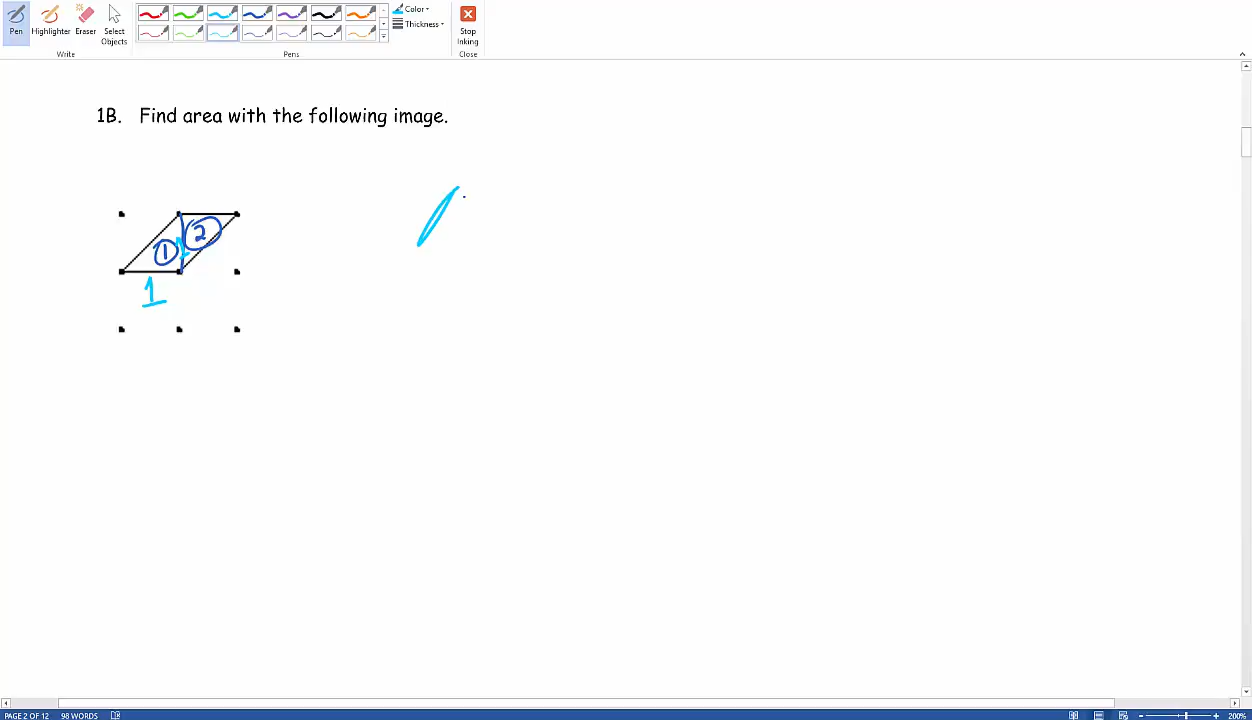 Pen Highlighter Eraser Select Objects
Color
Thickness
Stop Inking
Write Pens Close
1B. Find area with the following image.
1 2
1
1
PAGE 2 OF 12 98 WORDS 200%